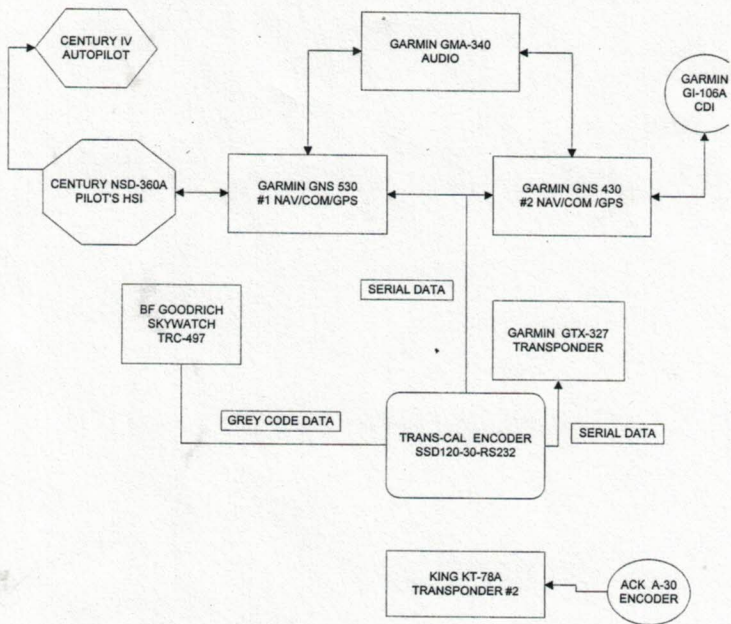 CENTURY IV
AUTOPILOT
GARMIN GMA-340
AUDIO
GARMIN
GI-106A
CDI
CENTURY NSD-360A
PILOT'S HSI
GARMIN GNS 530
#1 NAV/COM/GPS
GARMIN GNS 430
#2 NAV/COM /GPS
SERIAL DATA
BF GOODRICH
SKYWATCH
TRC-497
GARMIN GTX-327
TRANSPONDER
GREY CODE DATA
TRANS-CAL ENCODER
SSD120-30-RS232
SERIAL DATA
KING KT-78A
TRANSPONDER #2
ACK A-30
ENCODER